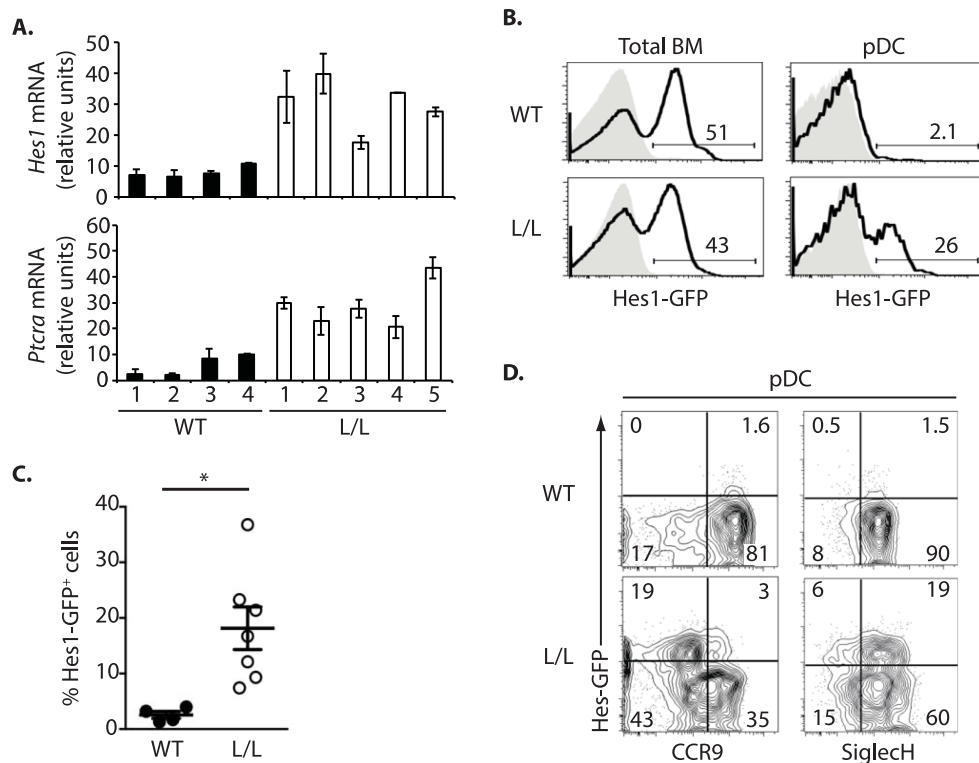 A.
50
40
30
20
10
0
Hes1 mRNA
(relative units)
60
50
40
30
20
10
0
Ptcra mRNA
(relative units)
1 2 3 4 1 2 3 4 5
WT L/L
B.
Total BM pDC
WT
51 2.1
L/L
43 26
Hes1-GFP Hes1-GFP
C.
*
40
30
20
10
0
% Hes1-GFP+ cells
WT L/L
D.
pDC
WT
0 1.6 0.5 1.5
17 81 8 90
L/L
19 3 6 19
43 35 15 60
Hes-GFP
CCR9 SiglecH